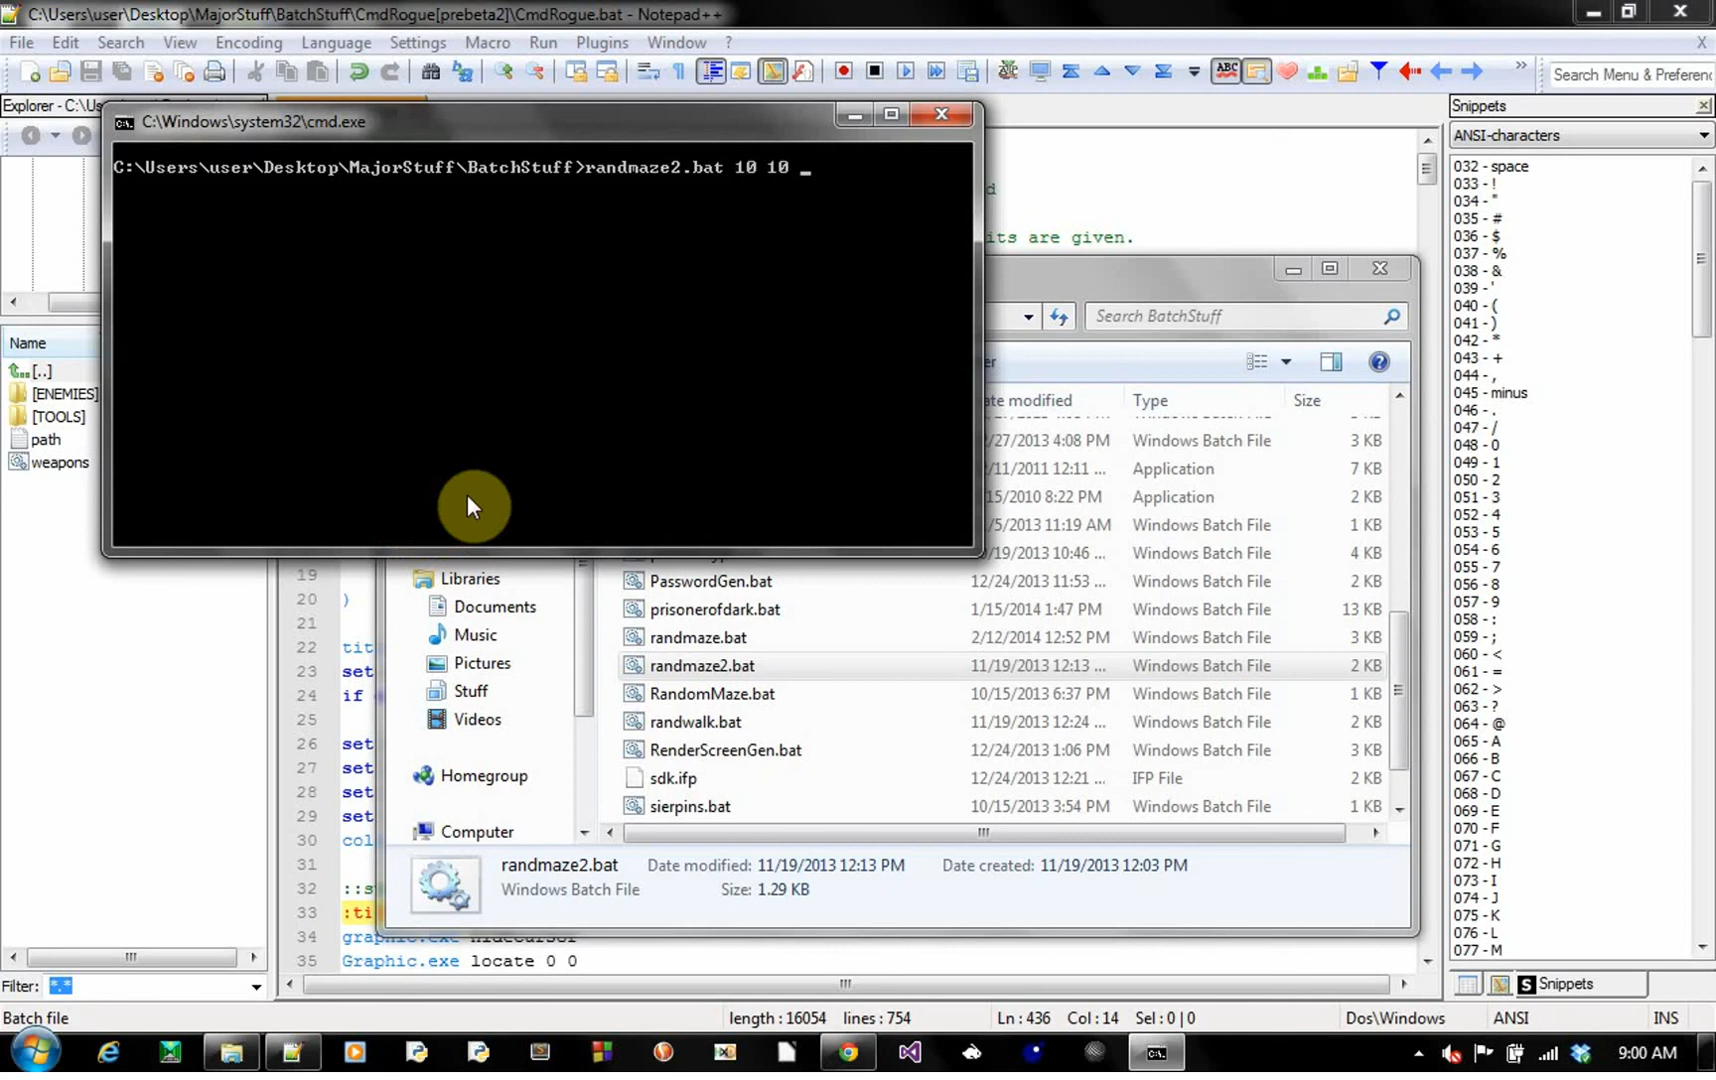 C:\Users\user\Desktop\MajorStuff\BatchStuff\CmdRogue[prebeta2]\CmdRogue.bat - Notepad++
File Edit Search View Encoding Language Settings Macro Run Plugins Window ? X
Search Menu & Preferenc
Explorer - C:\Us
Snippets
ANSI-characters
C:\Windows\system32\cmd.exe
C:\Users\user\Desktop\MajorStuff\BatchStuff>randmaze2.bat 10 10 _
its are given.
Search BatchStuff
Name
[..]
[ENEMIES]
[TOOLS]
path
weapons
Filter: *.*
ate modified Type Size
2/27/2013 4:08 PM Windows Batch File 3 KB
2/11/2011 12:11 ... Application 7 KB
/15/2010 8:22 PM Application 2 KB
/5/2013 11:19 AM Windows Batch File 1 KB
/19/2013 10:46 ... Windows Batch File 4 KB
PasswordGen.bat 12/24/2013 11:53 ... Windows Batch File 2 KB
prisonerofdark.bat 1/15/2014 1:47 PM Windows Batch File 13 KB
randmaze.bat 2/12/2014 12:52 PM Windows Batch File 3 KB
randmaze2.bat 11/19/2013 12:13 ... Windows Batch File 2 KB
RandomMaze.bat 10/15/2013 6:37 PM Windows Batch File 1 KB
randwalk.bat 11/19/2013 12:24 ... Windows Batch File 2 KB
RenderScreenGen.bat 12/24/2013 1:06 PM Windows Batch File 3 KB
sdk.ifp 12/24/2013 12:21 ... IFP File 2 KB
sierpins.bat 10/15/2013 3:54 PM Windows Batch File 1 KB
Libraries
Documents
Music
Pictures
Stuff
Videos
Homegroup
Computer
randmaze2.bat Date modified: 11/19/2013 12:13 PM Date created: 11/19/2013 12:03 PM
Windows Batch File Size: 1.29 KB
19
20 )
21
22 tit
23 set
24 if
25
26 set
27 set
28 set
29 set
30 col
31
32 ::s
33 :ti
34 graphic.exe hidecursor
35 Graphic.exe locate 0 0
032 - space
033 - !
034 - "
035 - #
036 - $
037 - %
038 - &
039 - '
040 - (
041 - )
042 - *
043 - +
044 - ,
045 - minus
046 - .
047 - /
048 - 0
049 - 1
050 - 2
051 - 3
052 - 4
053 - 5
054 - 6
055 - 7
056 - 8
057 - 9
058 - :
059 - ;
060 - <
061 - =
062 - >
063 - ?
064 - @
065 - A
066 - B
067 - C
068 - D
069 - E
070 - F
071 - G
072 - H
073 - I
074 - J
075 - K
076 - L
077 - M
Snippets
Batch file length : 16054 lines : 754 Ln : 436 Col : 14 Sel : 0 | 0 Dos\Windows ANSI INS
9:00 AM